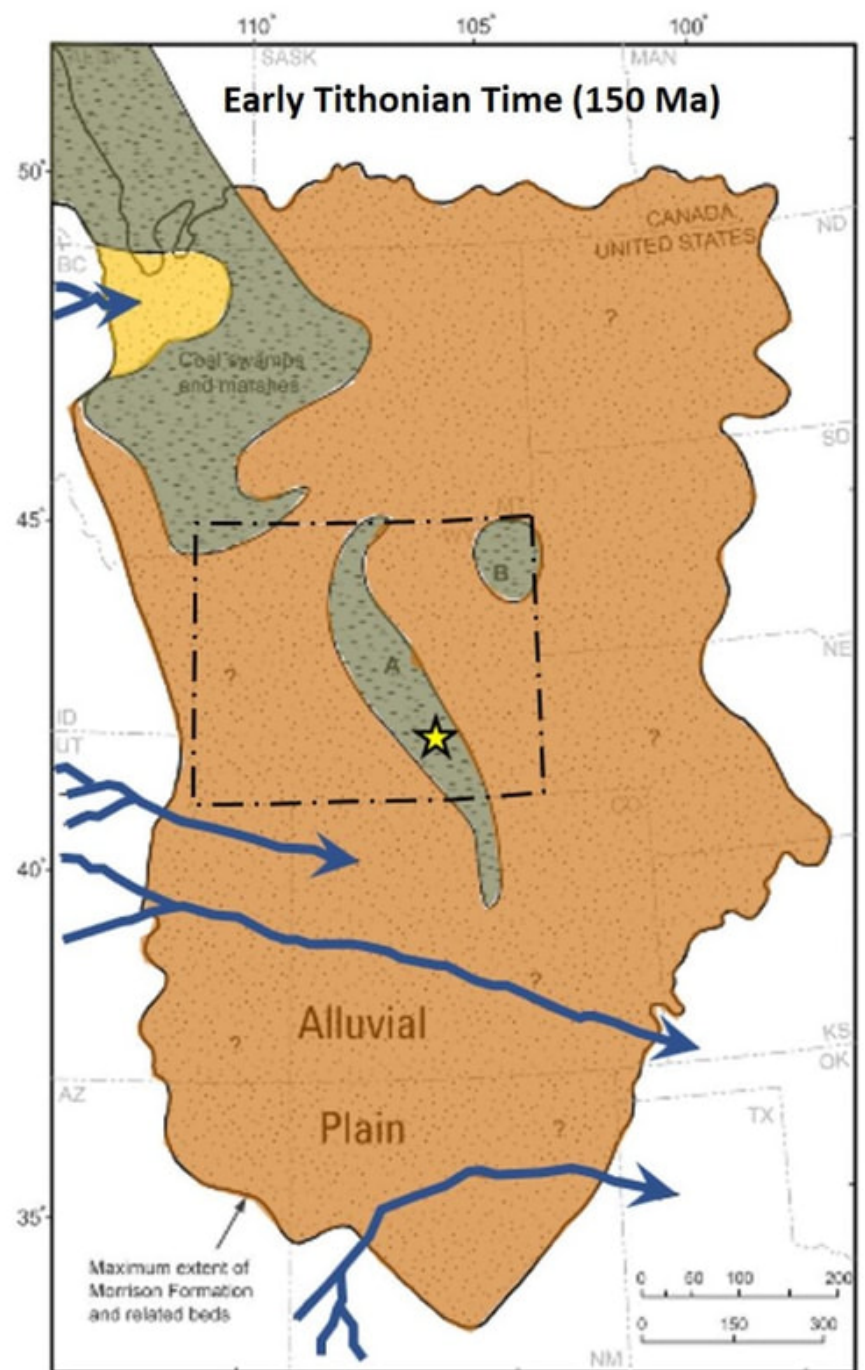 110°
105°
100°
SASK
MAN
Early Tithonian Time (150 Ma)
50°
CANADA
UNITED STATES
ND
BC
?
Coal swamps
and marshes
SD
45°
MT
B
A
NE
?
ID
UT
?
CO
40°
?
Alluvial
?
KS
OK
AZ
TX
Plain
?
35°
Maximum extent of
Morrison Formation
and related beds
0 50 100 200
0 150 300
NM